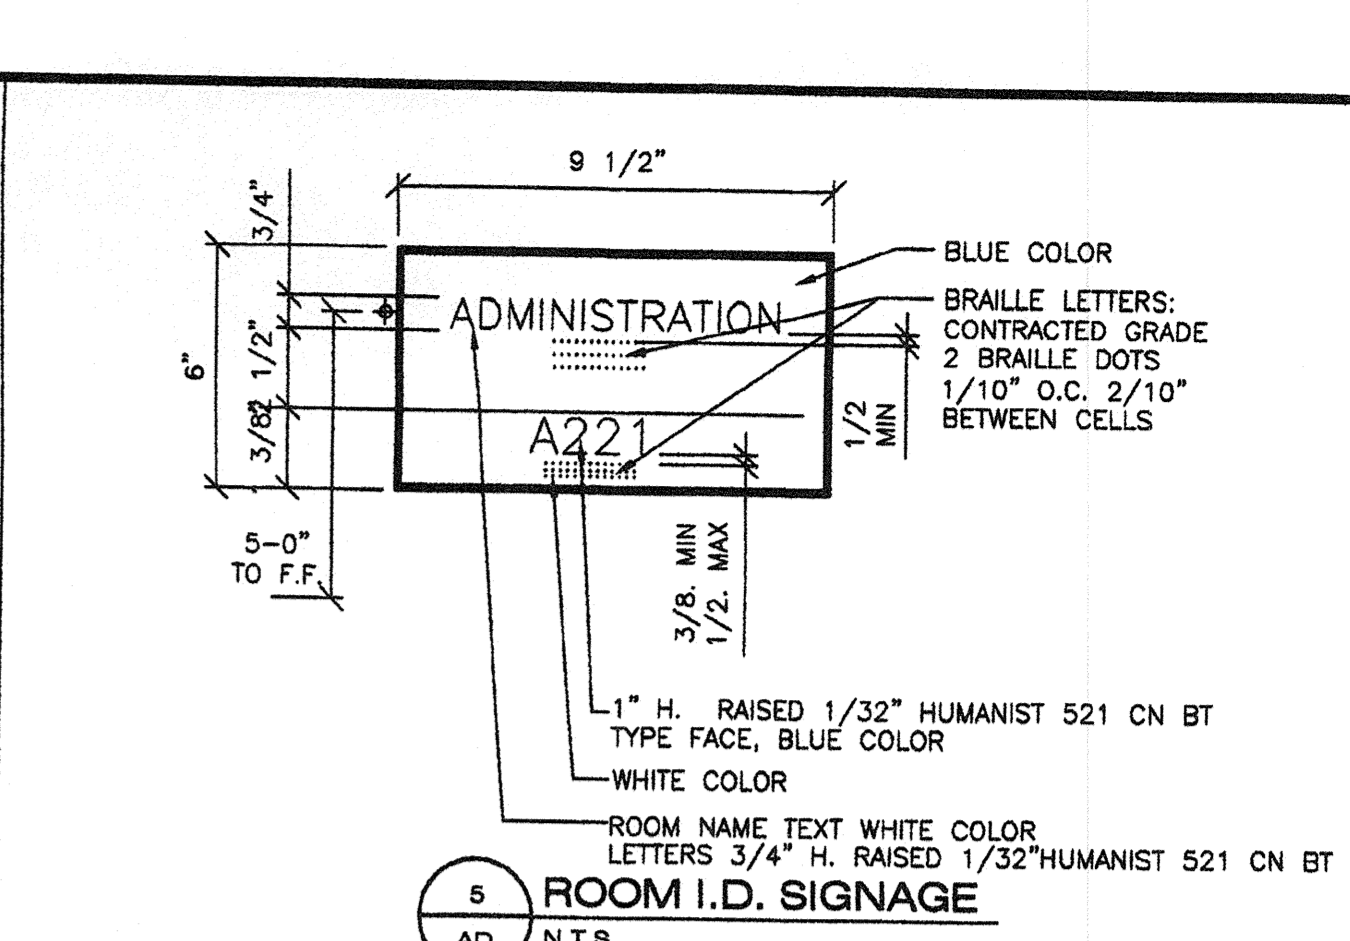 9 1/2"
3/4"
BLUE COLOR
BRAILLE LETTERS:
ADMINISTRATION
CONTRACTED GRADE
2 BRAILLE DOTS
1/10" O.C. 2/10"
BETWEEN CELLS
6"
1/2"
3/8"
2
A221
1/2
MIN
5-0"
TO F.F.
3/8. MIN
1/2. MAX
1" H. RAISED 1/32" HUMANIST 521 CN BT
TYPE FACE, BLUE COLOR
WHITE COLOR
ROOM NAME TEXT WHITE COLOR
LETTERS 3/4" H. RAISED 1/32"HUMANIST 521 CN BT
5
ROOM I.D. SIGNAGE
N.T.S.